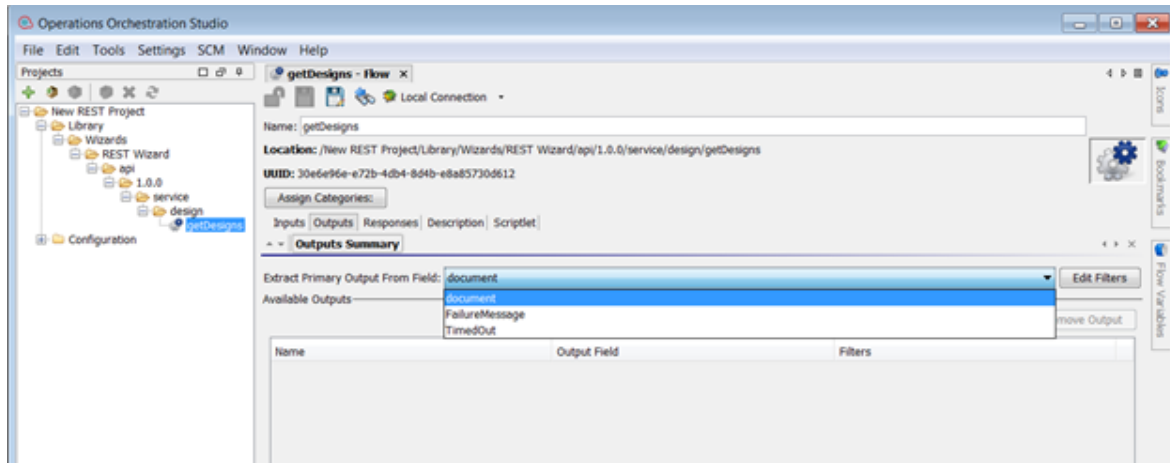 Operations Orchestration Studio
File Edit Tools Settings SCM Window Help
Projects
getDesigns - Flow
Local Connection
New REST Project
Library
Wizards
REST Wizard
api
1.0.0
service
design
getDesigns
Configuration
Name: getDesigns
Location: /New REST Project/Library/Wizards/REST Wizard/api/1.0.0/service/design/getDesigns
UUID: 30e6e96e-e72b-4db4-8d4b-e8a85730d612
Assign Categories:
Inputs Outputs Responses Description Scriptlet
Outputs Summary
Extract Primary Output From Field: document
Edit Filters
Available Outputs
document
FailureMessage
TimedOut
move Output
Name Output Field Filters
Icons
Bookmarks
Flow Variables